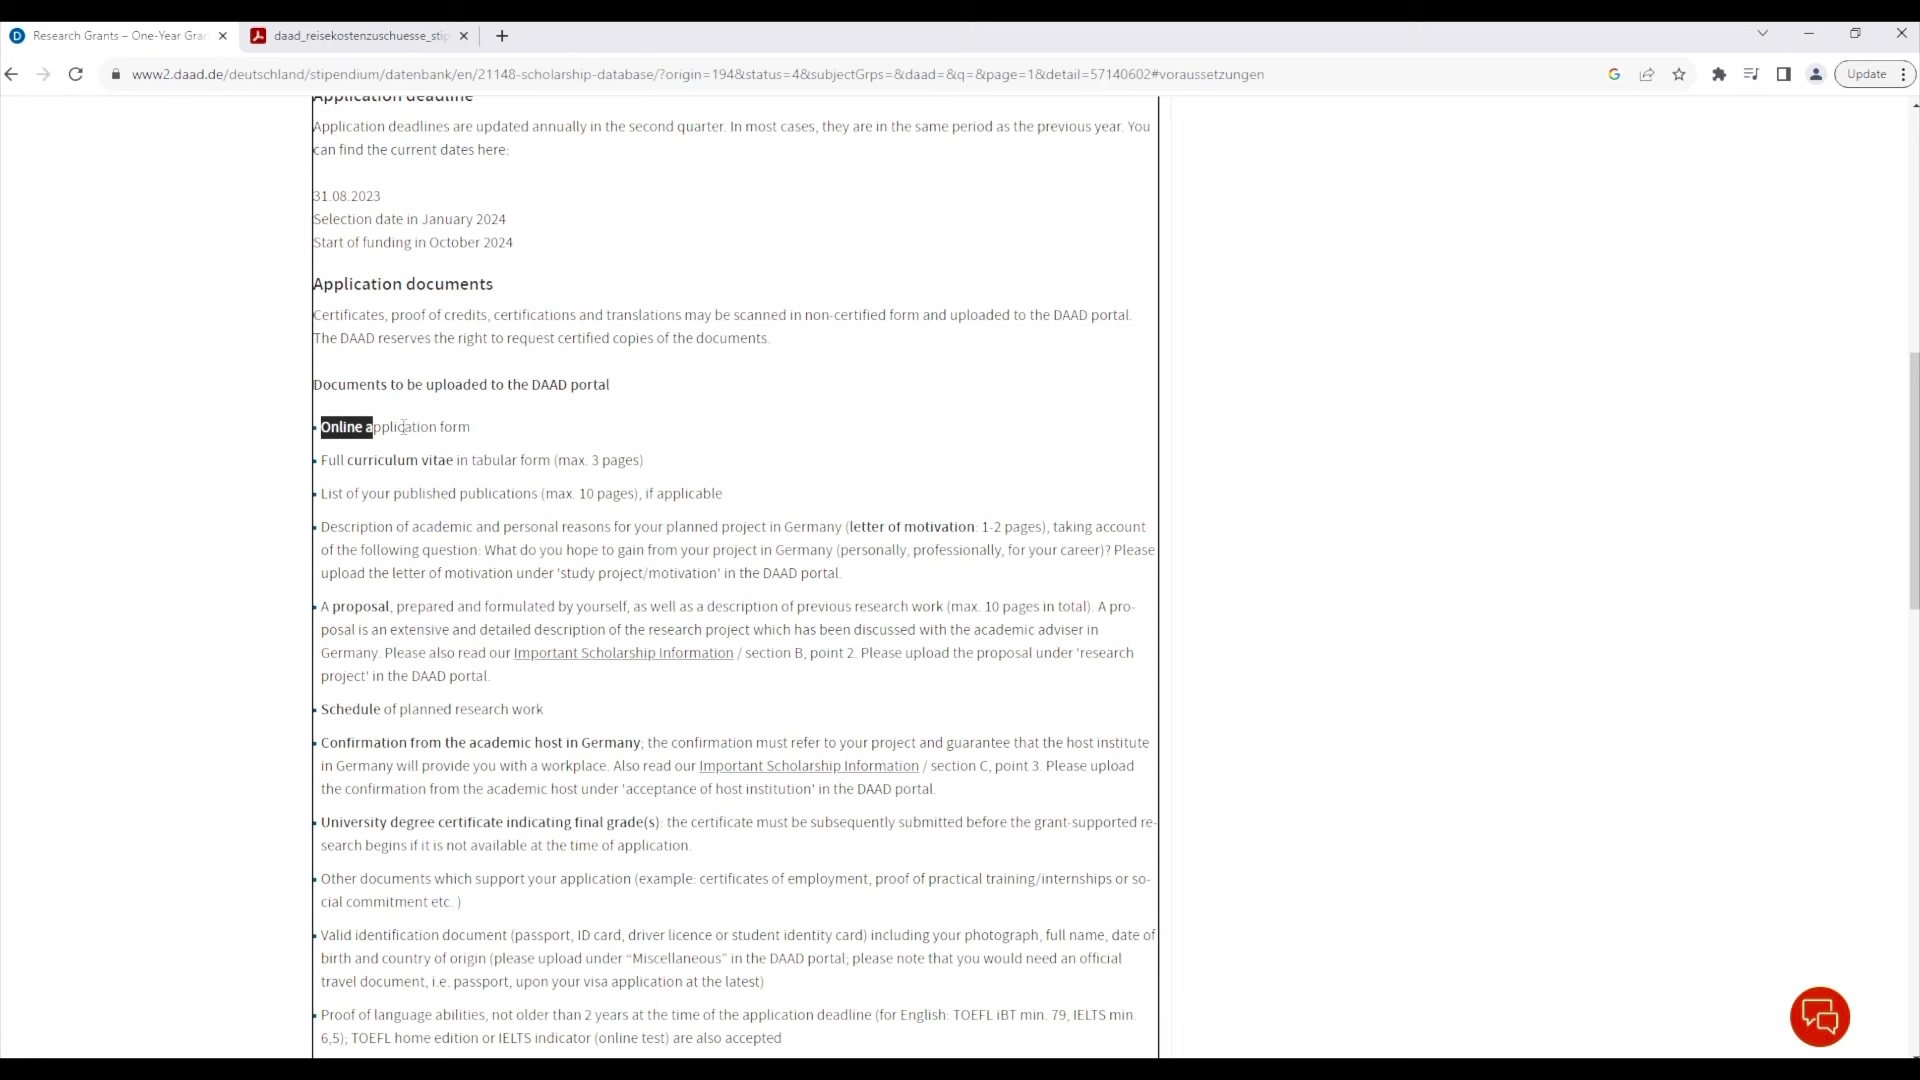 Research Grants – One-Year Gran
daad_reisekostenzuschuesse_stip
www2.daad.de/deutschland/stipendium/datenbank/en/21148-scholarship-database/?origin=194&status=4&subjectGrps=&daad=&q=&page=1&detail=57140602#voraussetzungen
Update
Application deadline
Application deadlines are updated annually in the second quarter. In most cases, they are in the same period as the previous year. You
can find the current dates here:
31.08.2023
Selection date in January 2024
Start of funding in October 2024
Application documents
Certificates, proof of credits, certifications and translations may be scanned in non-certified form and uploaded to the DAAD portal.
The DAAD reserves the right to request certified copies of the documents.
Documents to be uploaded to the DAAD portal
Online application form
Full curriculum vitae in tabular form (max. 3 pages)
List of your published publications (max. 10 pages), if applicable
Description of academic and personal reasons for your planned project in Germany (letter of motivation: 1-2 pages), taking account
of the following question: What do you hope to gain from your project in Germany (personally, professionally, for your career)? Please
upload the letter of motivation under 'study project/motivation' in the DAAD portal.
A proposal, prepared and formulated by yourself, as well as a description of previous research work (max. 10 pages in total). A pro-
posal is an extensive and detailed description of the research project which has been discussed with the academic adviser in
Germany. Please also read our Important Scholarship Information / section B, point 2. Please upload the proposal under 'research
project' in the DAAD portal.
Schedule of planned research work
Confirmation from the academic host in Germany; the confirmation must refer to your project and guarantee that the host institute
in Germany will provide you with a workplace. Also read our Important Scholarship Information / section C, point 3. Please upload
the confirmation from the academic host under 'acceptance of host institution' in the DAAD portal.
University degree certificate indicating final grade(s): the certificate must be subsequently submitted before the grant-supported re-
search begins if it is not available at the time of application.
Other documents which support your application (example: certificates of employment, proof of practical training/internships or so-
cial commitment etc. )
Valid identification document (passport, ID card, driver licence or student identity card) including your photograph, full name, date of
birth and country of origin (please upload under “Miscellaneous” in the DAAD portal; please note that you would need an official
travel document, i.e. passport, upon your visa application at the latest)
Proof of language abilities, not older than 2 years at the time of the application deadline (for English: TOEFL iBT min. 79, IELTS min.
6,5); TOEFL home edition or IELTS indicator (online test) are also accepted